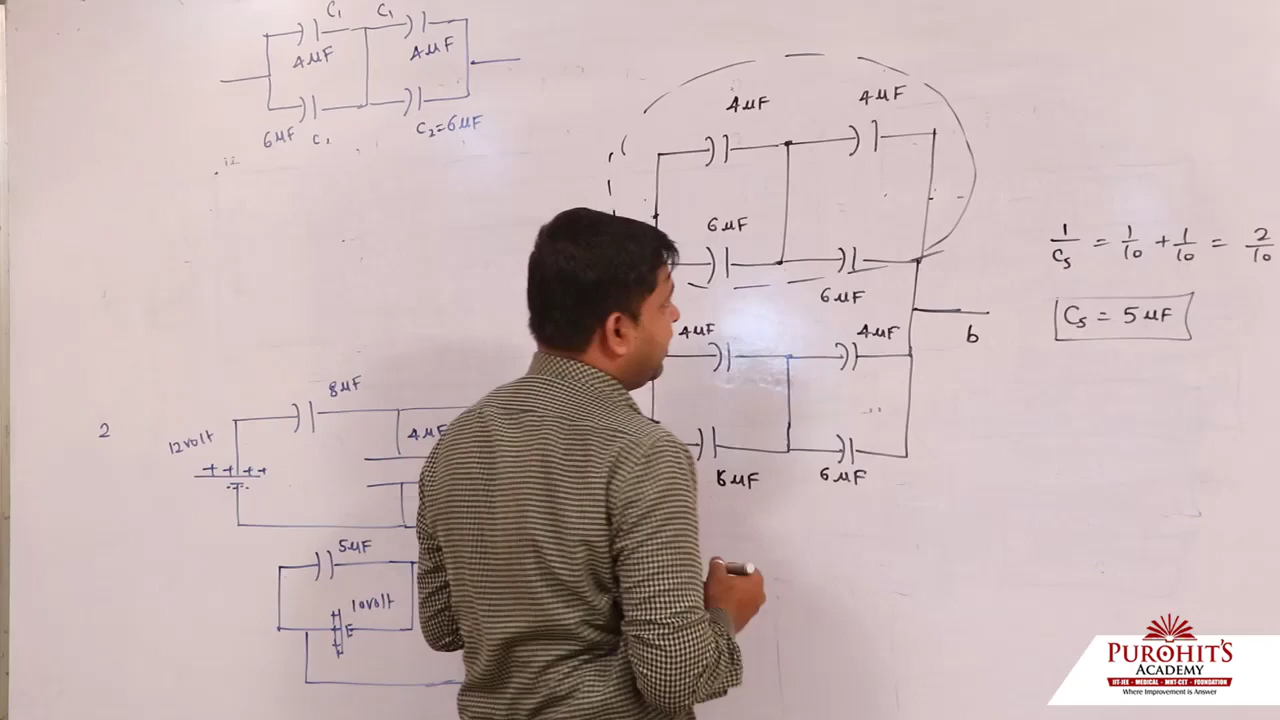 C₁ C₁
4μF 4μF
6μF C₂ C₂=6μF
4μF 4μF
6μF
6μF
4μF 4μF
6μF 6μF
b
1/Cs = 1/10 + 1/10 = 2/10
Cs = 5μF
2
8μF
12volt
4μF
5μF
10volt
E
PUROHIT'S
ACADEMY
IIT-JEE - MEDICAL - MHT-CET - FOUNDATION
Where Improvement is Answer